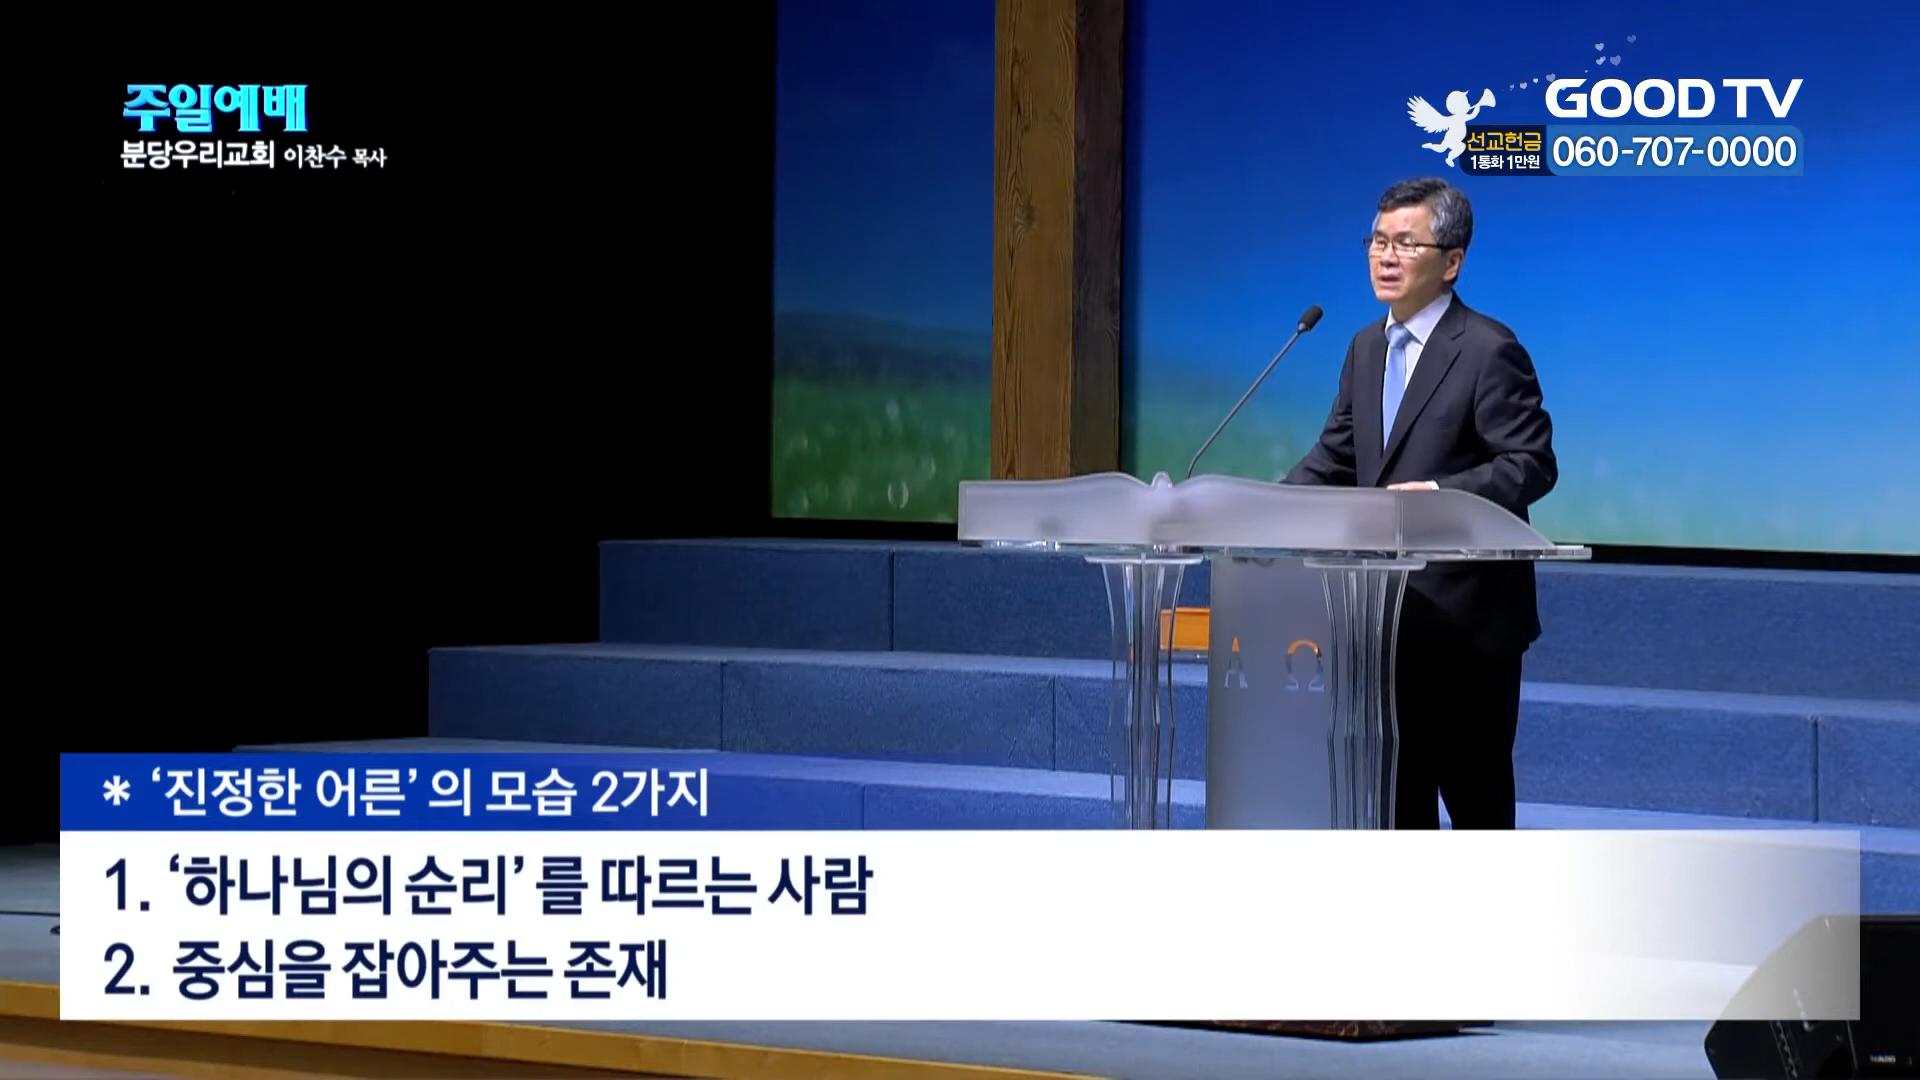 주일예배
분당우리교회 이찬수 목사
GOOD TV
선교헌금
1통화 1만원
060-707-0000
Α Ω
* ‘진정한 어른’의 모습 2가지
1. ‘하나님의 순리’를 따르는 사람
2. 중심을 잡아주는 존재